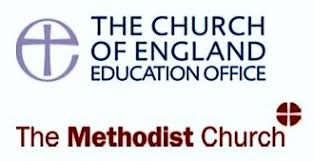 THE CHURCH
OF ENGLAND
EDUCATION OFFICE
The Methodist Church